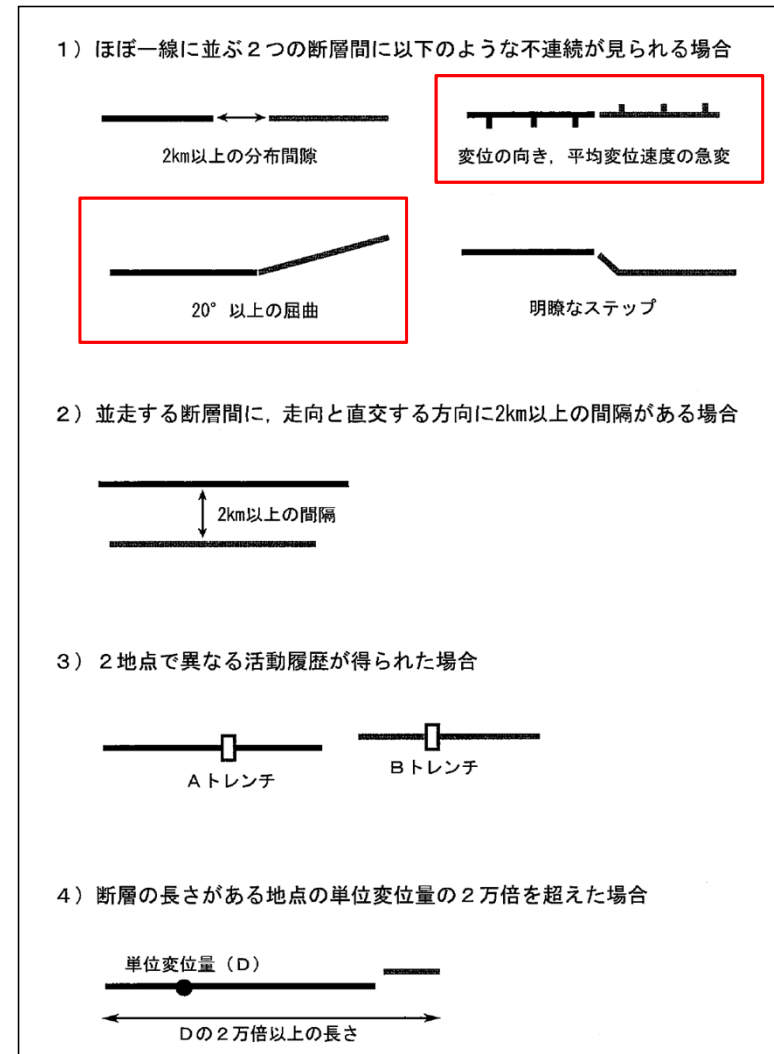 1）ほぼ一線に並ぶ２つの断層間に以下のような不連続が見られる場合
2km以上の分布間隙
変位の向き，平均変位速度の急変
20°以上の屈曲
明瞭なステップ
2）並走する断層間に，走向と直交する方向に2km以上の間隔がある場合
2km以上の間隔
3）２地点で異なる活動履歴が得られた場合
Ａトレンチ
Ｂトレンチ
4）断層の長さがある地点の単位変位量の２万倍を超えた場合
単位変位量（Ｄ）
Ｄの２万倍以上の長さ